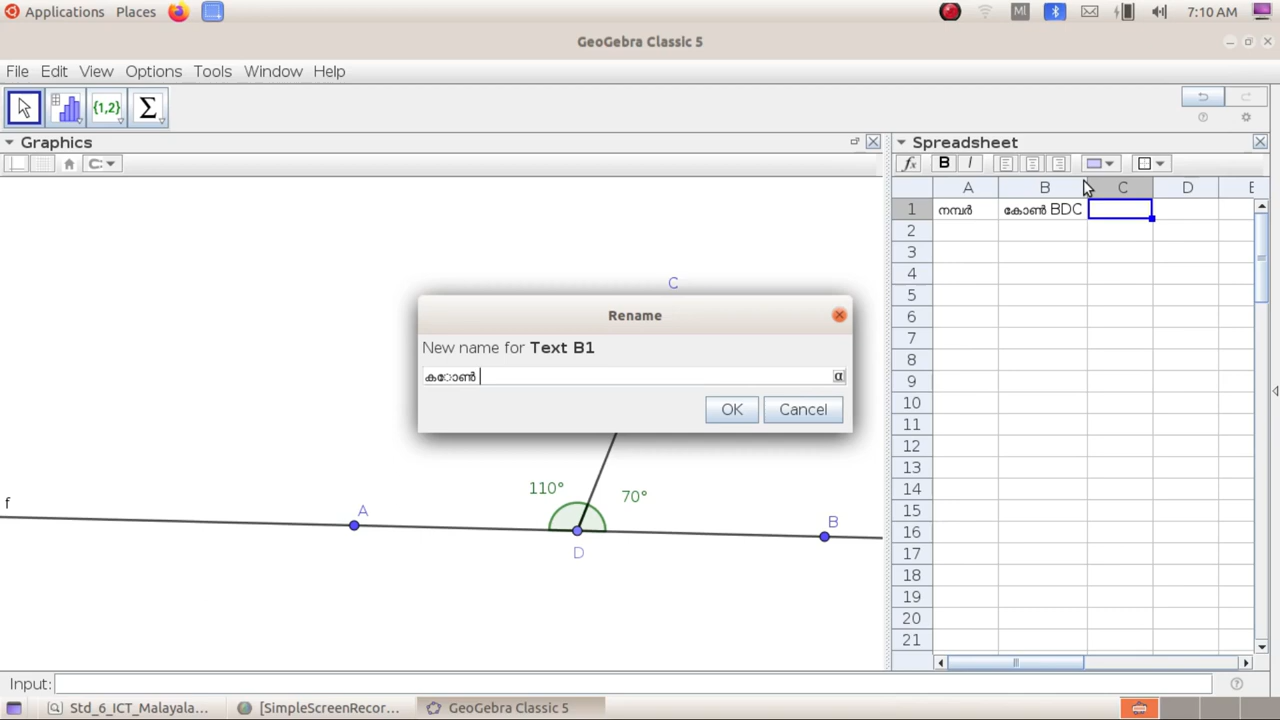 Applications Places Ml 7:10 AM
GeoGebra Classic 5
File Edit View Options Tools Window Help
{1,2} Σ
Graphics Spreadsheet
fx B I
A B C D E
1 നമ്പർ കോൺ BDC
2
3
4
5
6
7
8
9
10
11
12
13
14
15
16
17
18
19
20
21
C
Rename
New name for Text B1
കോൺ α
OK Cancel
110° 70°
f A B
D
Input:
Std_6_ICT_Malayala... [SimpleScreenRecor... GeoGebra Classic 5